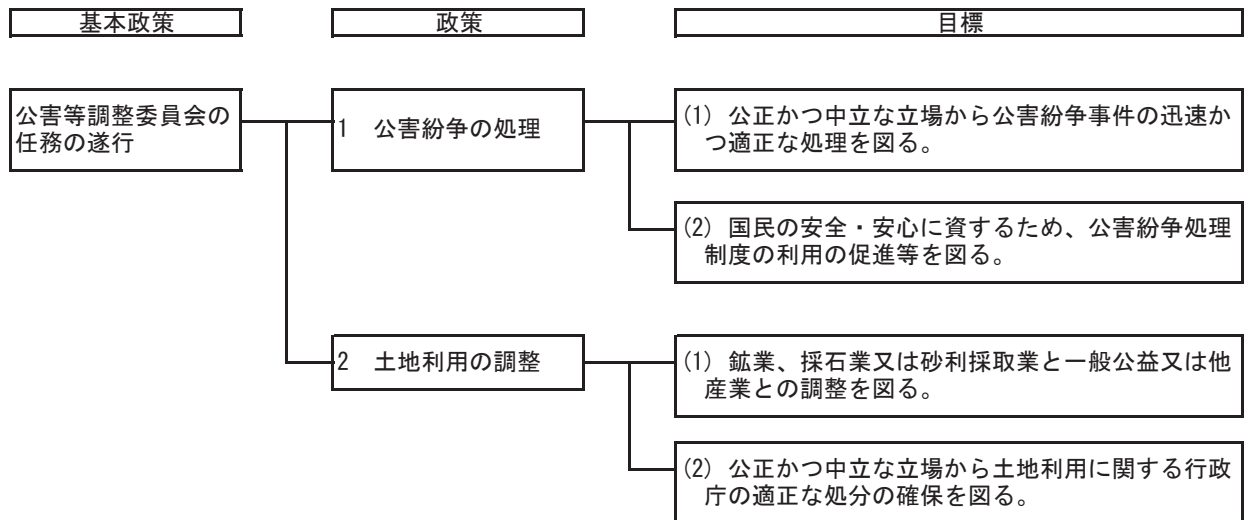 基本政策
政策
目標
公害等調整委員会の
任務の遂行
1　公害紛争の処理
(1) 公正かつ中立な立場から公害紛争事件の迅速か
つ適正な処理を図る。
(2) 国民の安全・安心に資するため、公害紛争処理
制度の利用の促進等を図る。
2　土地利用の調整
(1) 鉱業、採石業又は砂利採取業と一般公益又は他
産業との調整を図る。
(2) 公正かつ中立な立場から土地利用に関する行政
庁の適正な処分の確保を図る。